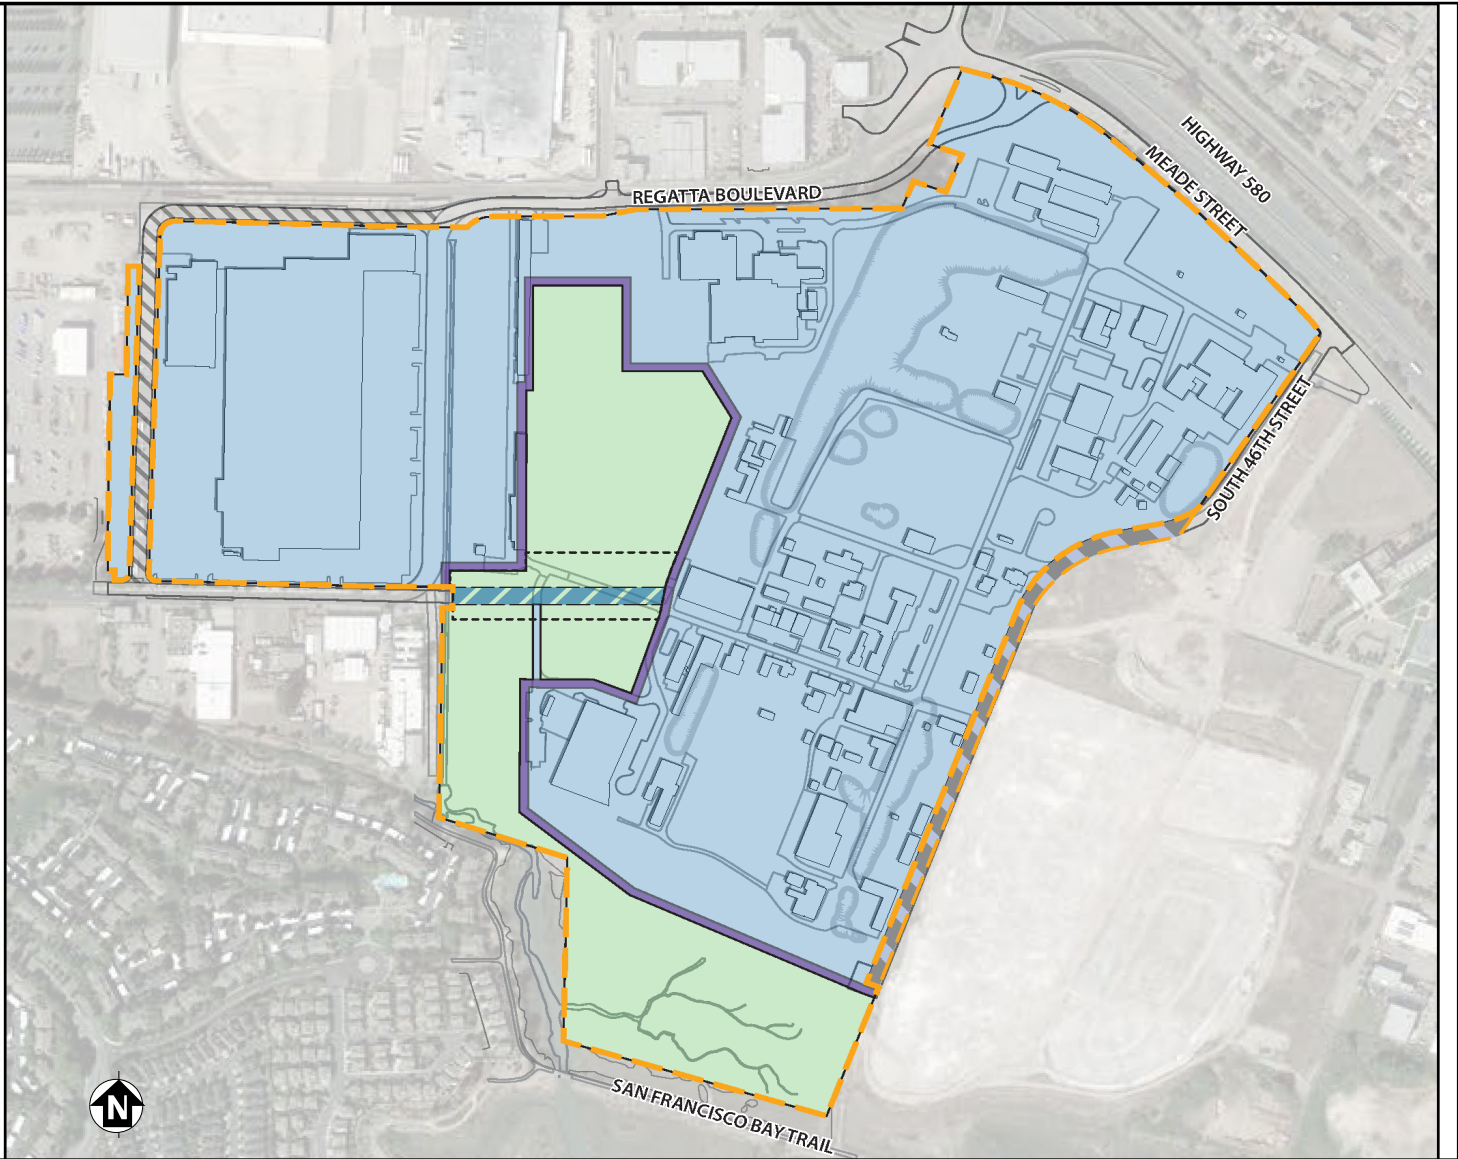 HIGHWAY 580
MEADE STREET
REGATTA BOULEVARD
SOUTH 46TH STREET
SAN FRANCISCO BAY TRAIL
N